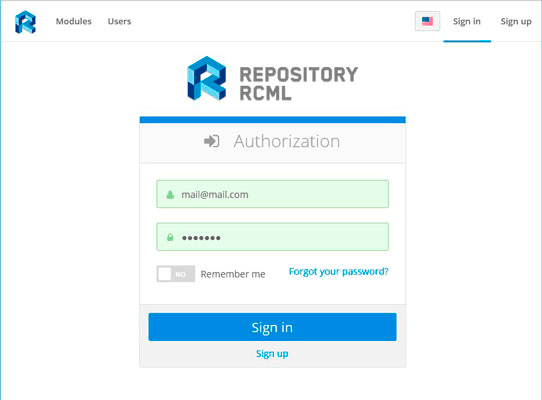 Modules Users Sign in Sign up
REPOSITORY
RCML
Authorization
mail@mail.com
•••••••
NO Remember me Forgot your password?
Sign in
Sign up